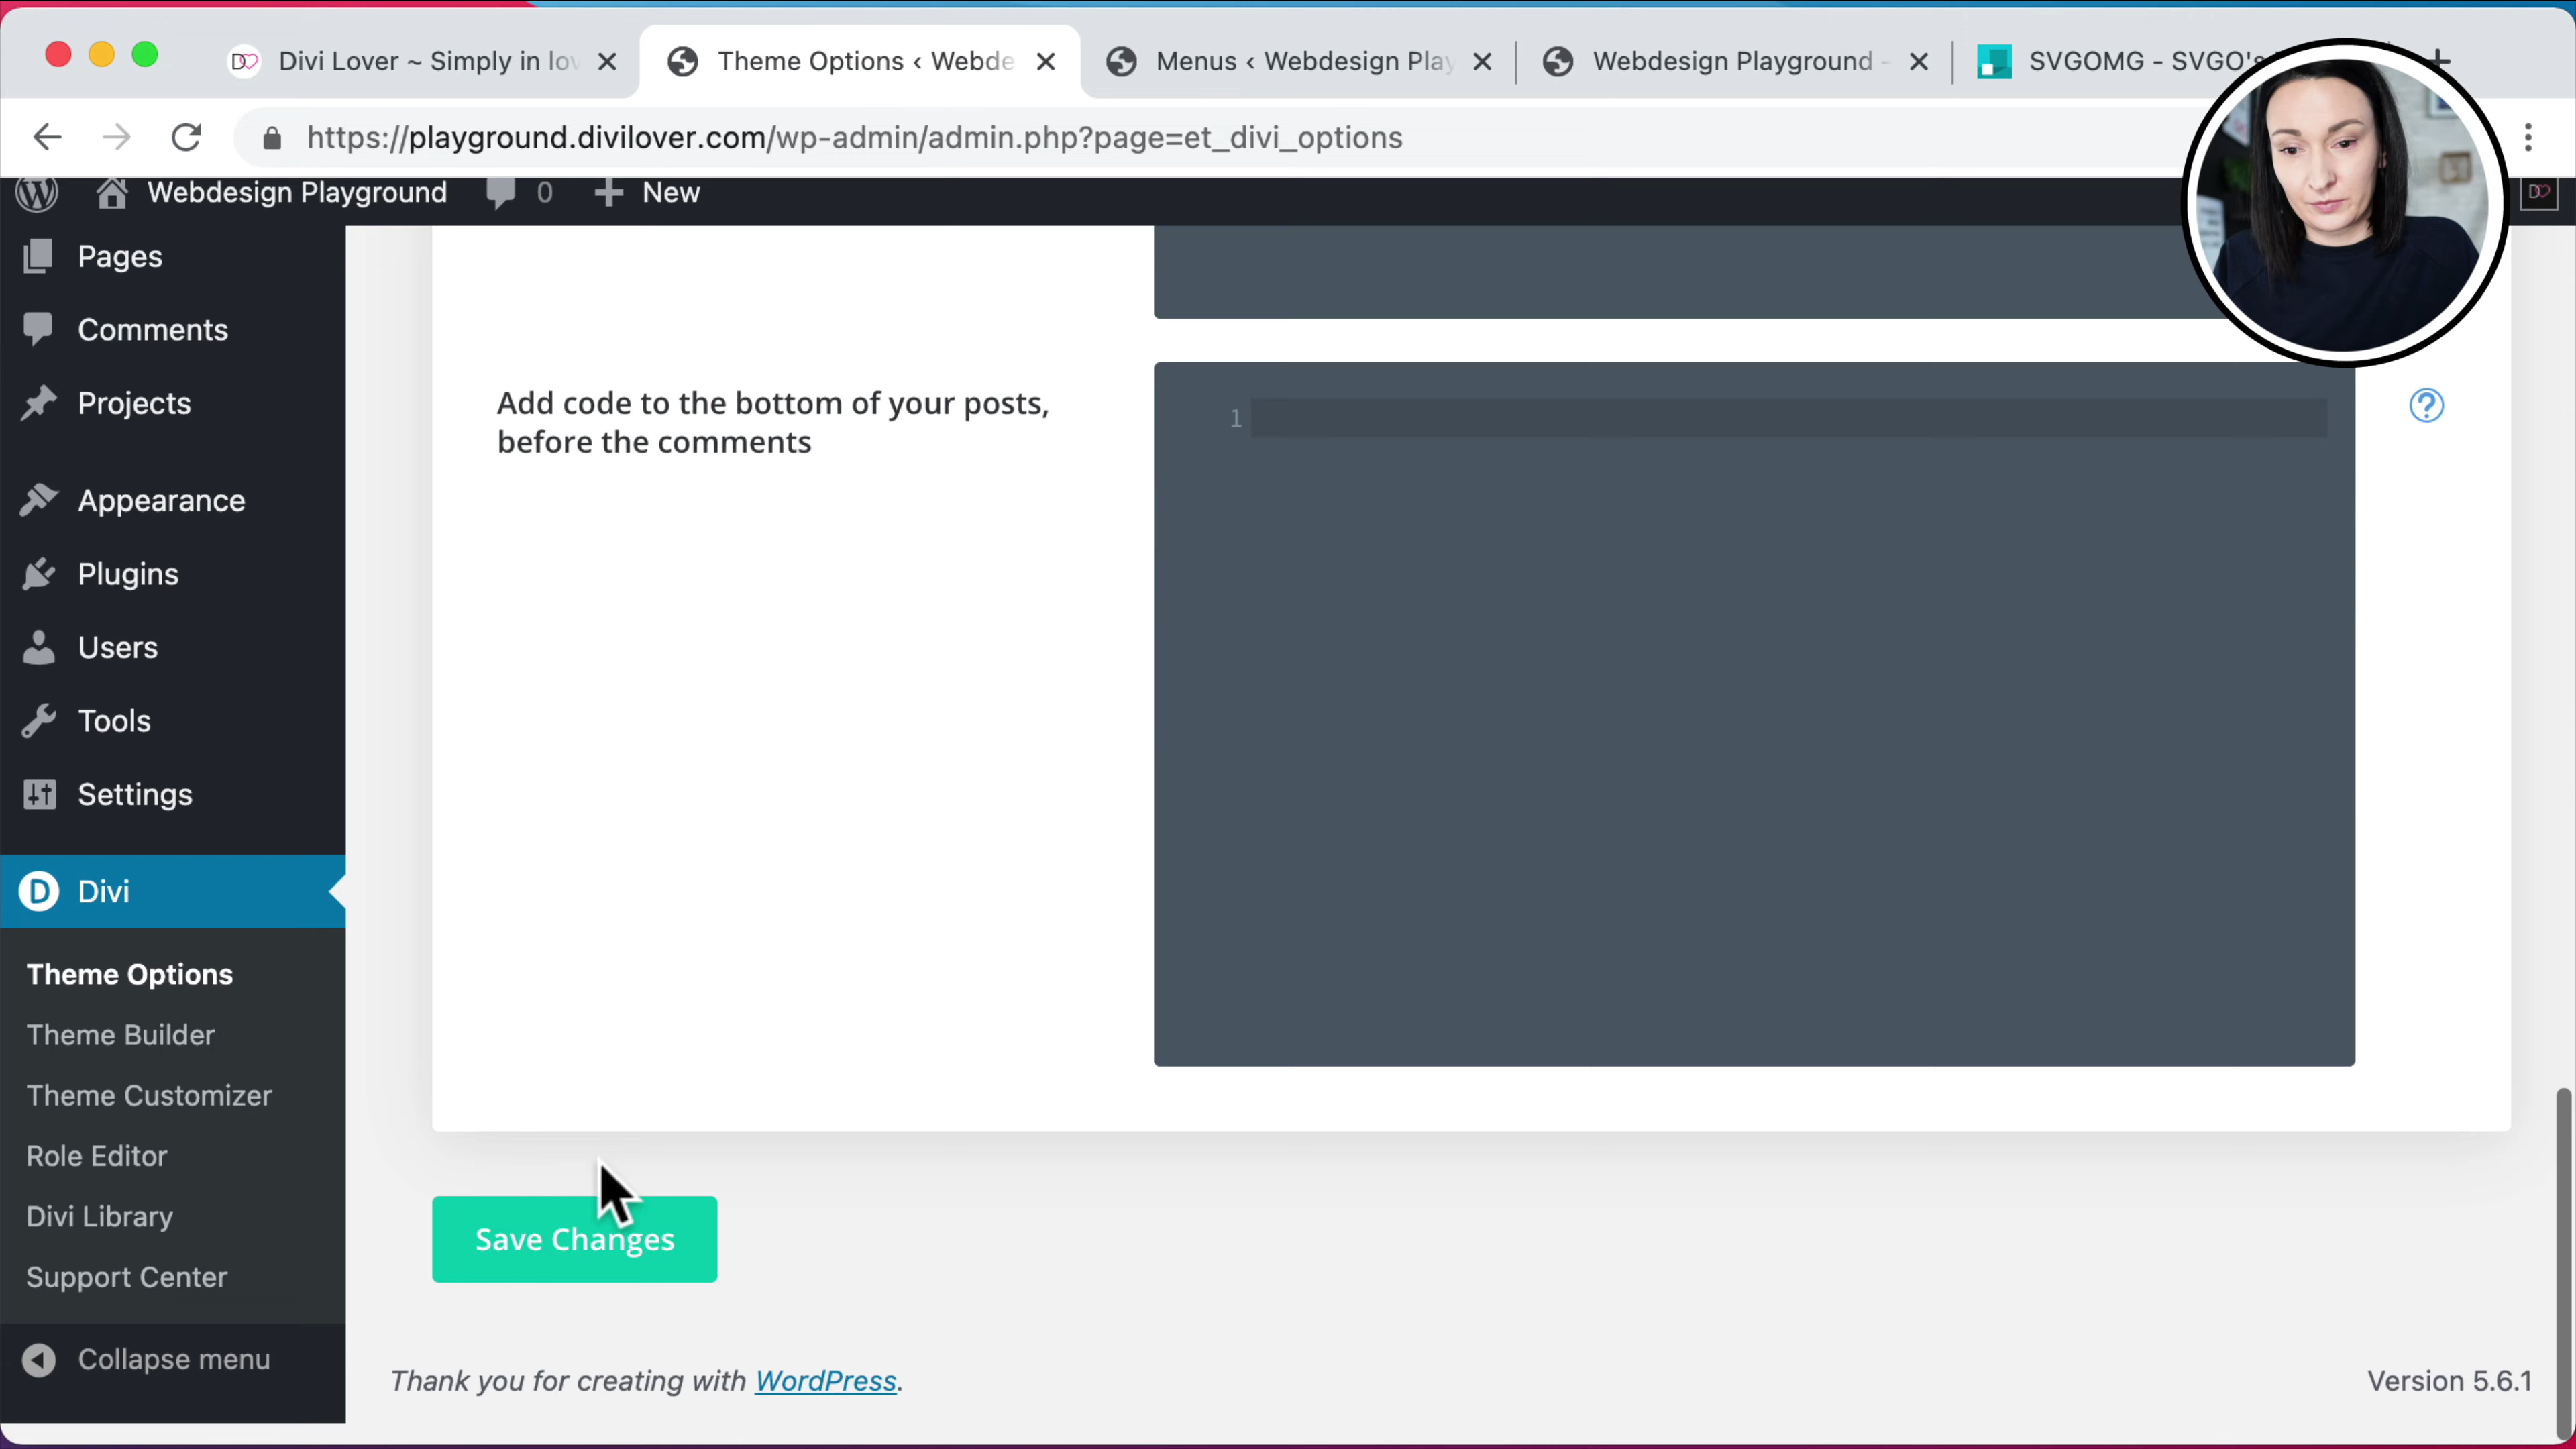 Divi Lover ~ Simply in lov
Theme Options ‹ Webde
Menus ‹ Webdesign Play
Webdesign Playground -
SVGOMG - SVGO's
https://playground.divilover.com/wp-admin/admin.php?page=et_divi_options
Webdesign Playground
0
New
Pages
Comments
Projects
Appearance
Plugins
Users
Tools
Settings
Divi
Theme Options
Theme Builder
Theme Customizer
Role Editor
Divi Library
Support Center
Collapse menu
Add code to the bottom of your posts,
before the comments
1
Save Changes
Thank you for creating with WordPress.
Version 5.6.1